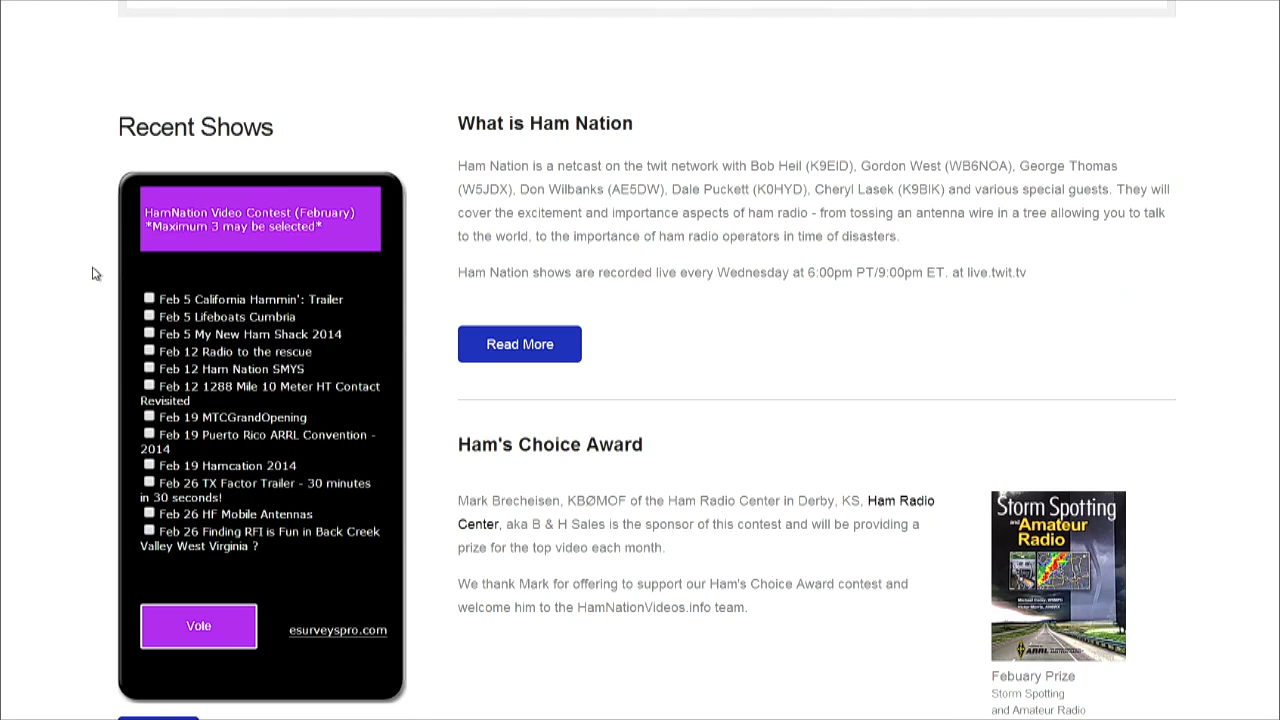 Recent Shows
HamNation Video Contest (February)
*Maximum 3 may be selected*
Feb 5 California Hammin': Trailer
Feb 5 Lifeboats Cumbria
Feb 5 My New Ham Shack 2014
Feb 12 Radio to the rescue
Feb 12 Ham Nation SMYS
Feb 12 1288 Mile 10 Meter HT Contact
Revisited
Feb 19 MTCGrandOpening
Feb 19 Puerto Rico ARRL Convention -
2014
Feb 19 Hamcation 2014
Feb 26 TX Factor Trailer - 30 minutes
in 30 seconds!
Feb 26 HF Mobile Antennas
Feb 26 Finding RFI is Fun in Back Creek
Valley West Virginia ?
Vote
esurveyspro.com
What is Ham Nation
Ham Nation is a netcast on the twit network with Bob Heil (K9EID), Gordon West (WB6NOA), George Thomas
(W5JDX), Don Wilbanks (AE5DW), Dale Puckett (K0HYD), Cheryl Lasek (K9BIK) and various special guests. They will
cover the excitement and importance aspects of ham radio - from tossing an antenna wire in a tree allowing you to talk
to the world, to the importance of ham radio operators in time of disasters.
Ham Nation shows are recorded live every Wednesday at 6:00pm PT/9:00pm ET. at live.twit.tv
Read More
Ham's Choice Award
Mark Brecheisen, KBØMOF of the Ham Radio Center in Derby, KS, Ham Radio
Center, aka B & H Sales is the sponsor of this contest and will be providing a
prize for the top video each month.
We thank Mark for offering to support our Ham's Choice Award contest and
welcome him to the HamNationVideos.info team.
Storm Spotting
and Amateur
Radio
ARRL
Febuary Prize
Storm Spotting
and Amateur Radio